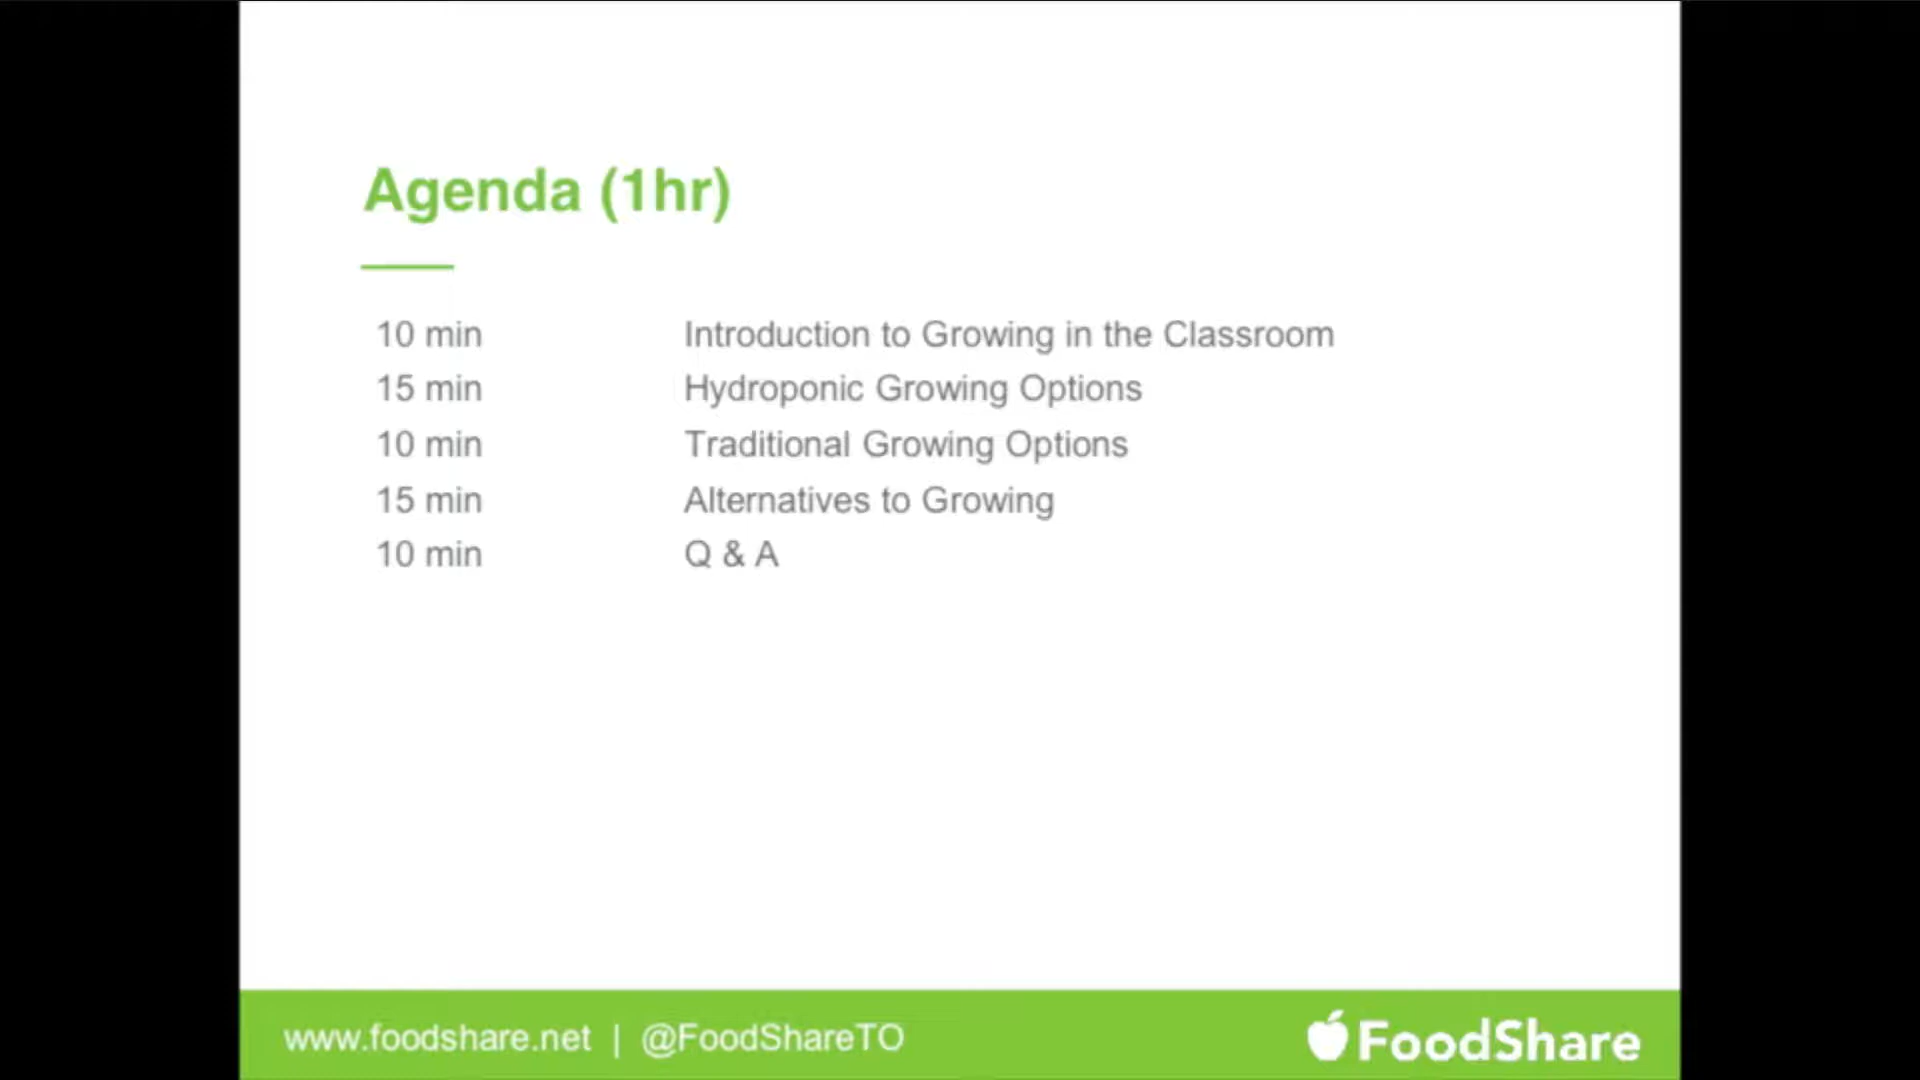 Agenda (1hr)
10 min Introduction to Growing in the Classroom
15 min Hydroponic Growing Options
10 min Traditional Growing Options
15 min Alternatives to Growing
10 min Q & A
www.foodshare.net | @FoodShareTO
FoodShare